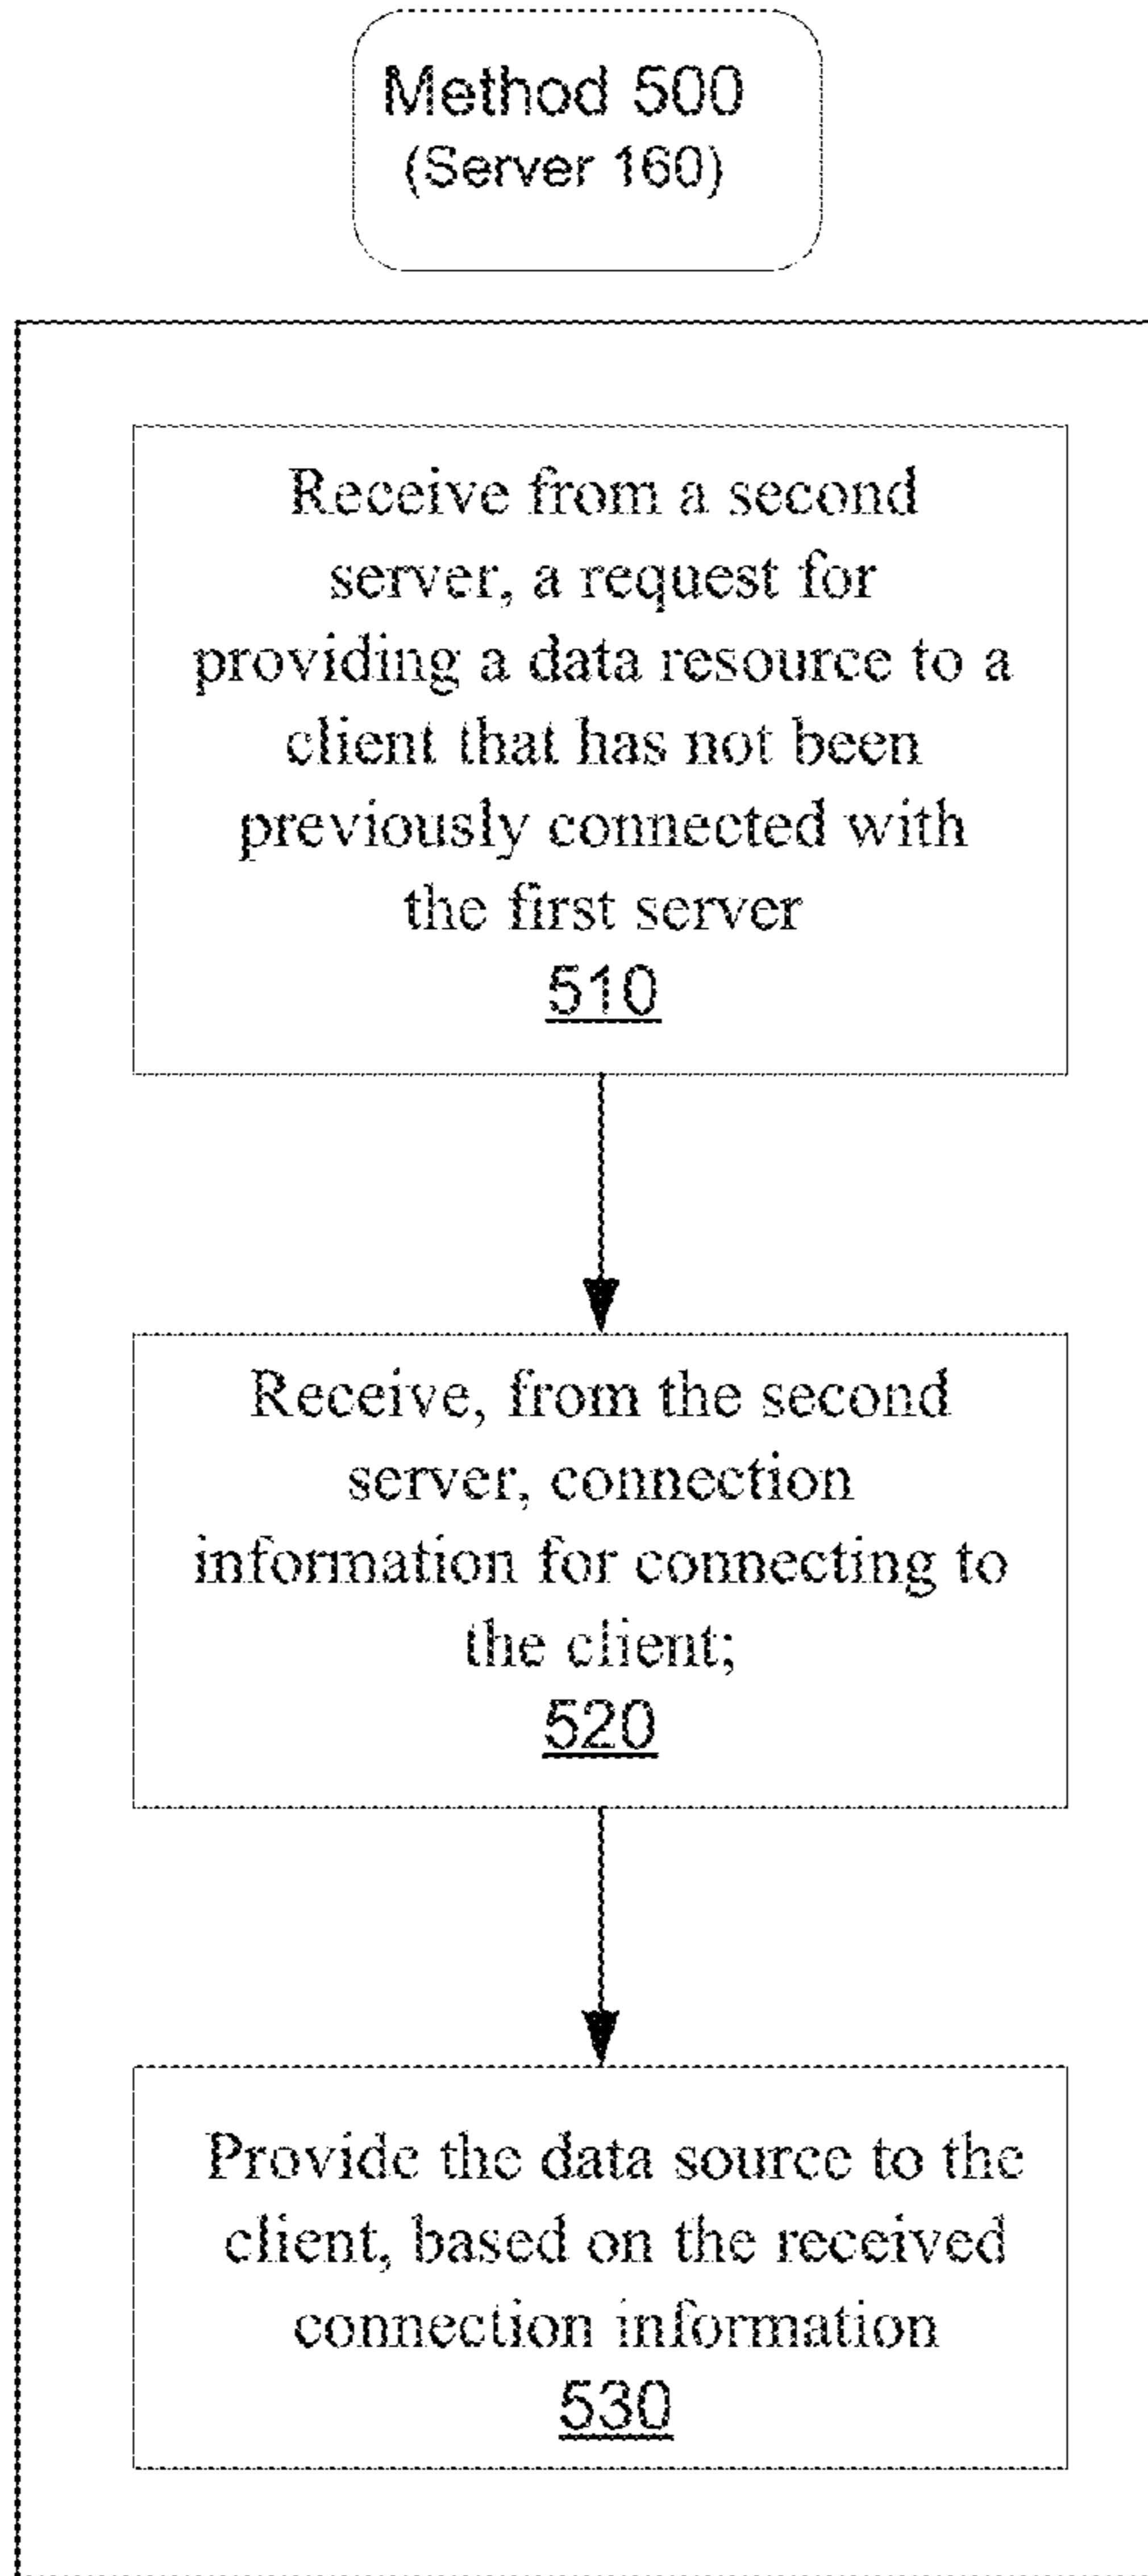 Method 500
(Server 160)
Receive from a second
server, a request for
providing a data resource to a
client that has not been
previously connected with
the first server
510
Receive, from the second
server, connection
information for connecting to
the client;
520
Provide the data source to the
client, based on the received
connection information
530